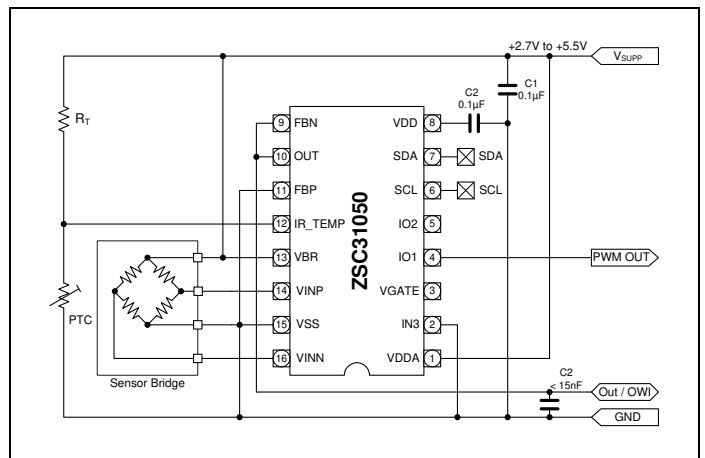 +2.7V to +5.5V
V_SUPP
C1
0.1µF
C2
0.1µF
R_T
9 FBN
VDD 8
10 OUT
SDA 7
SDA
11 FBP
SCL 6
SCL
12 IR_TEMP
IO2 5
ZSC31050
13 VBR
IO1 4
PWM OUT
14 VINP
VGATE 3
PTC
15 VSS
IN3 2
16 VINN
VDDA 1
Sensor Bridge
C2
< 15nF
Out / OWI
GND